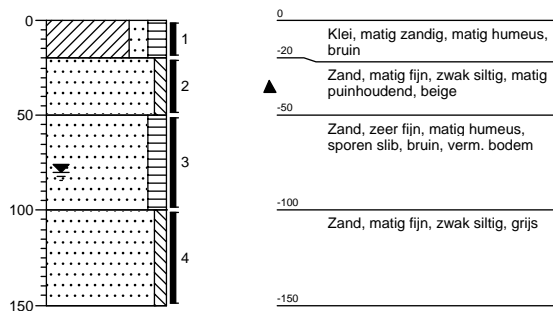 0
50
100
150
1
2
3
4
0
Klei, matig zandig, matig humeus,
bruin
-20
Zand, matig fijn, zwak siltig, matig
puinhoudend, beige
-50
Zand, zeer fijn, matig humeus,
sporen slib, bruin, verm. bodem
-100
Zand, matig fijn, zwak siltig, grijs
-150